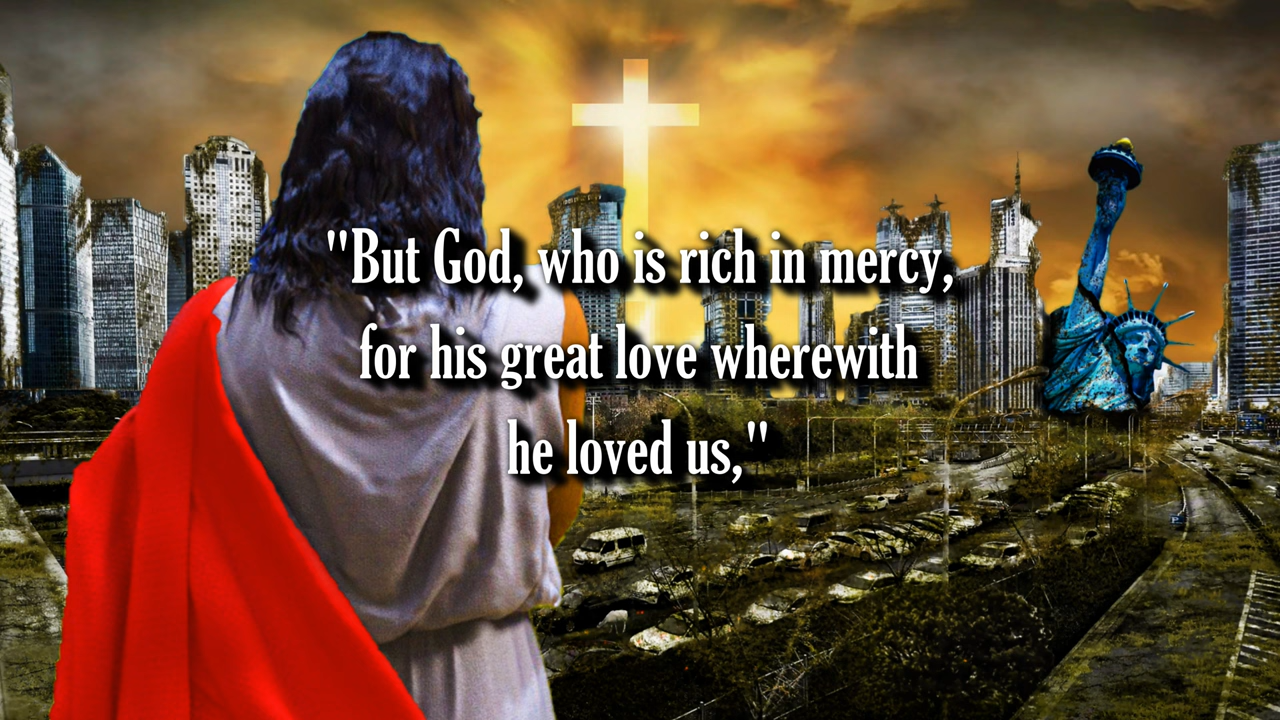 "But God, who is rich in mercy,
for his great love wherewith
he loved us,"